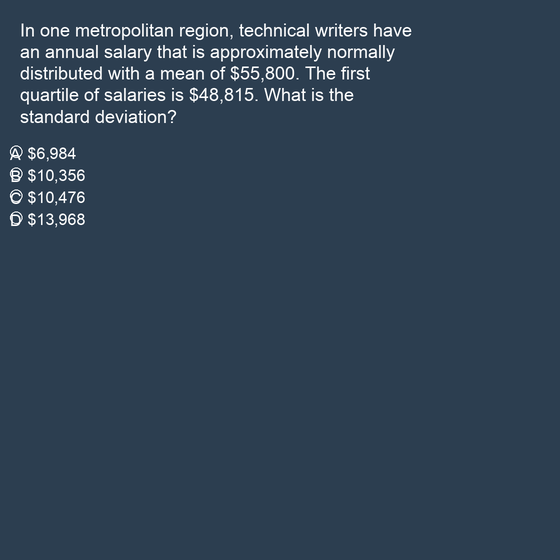 In one metropolitan region, technical writers have
an annual salary that is approximately normally
distributed with a mean of $55,800. The first
quartile of salaries is $48,815. What is the
standard deviation?
A $6,984
B $10,356
C $10,476
D $13,968